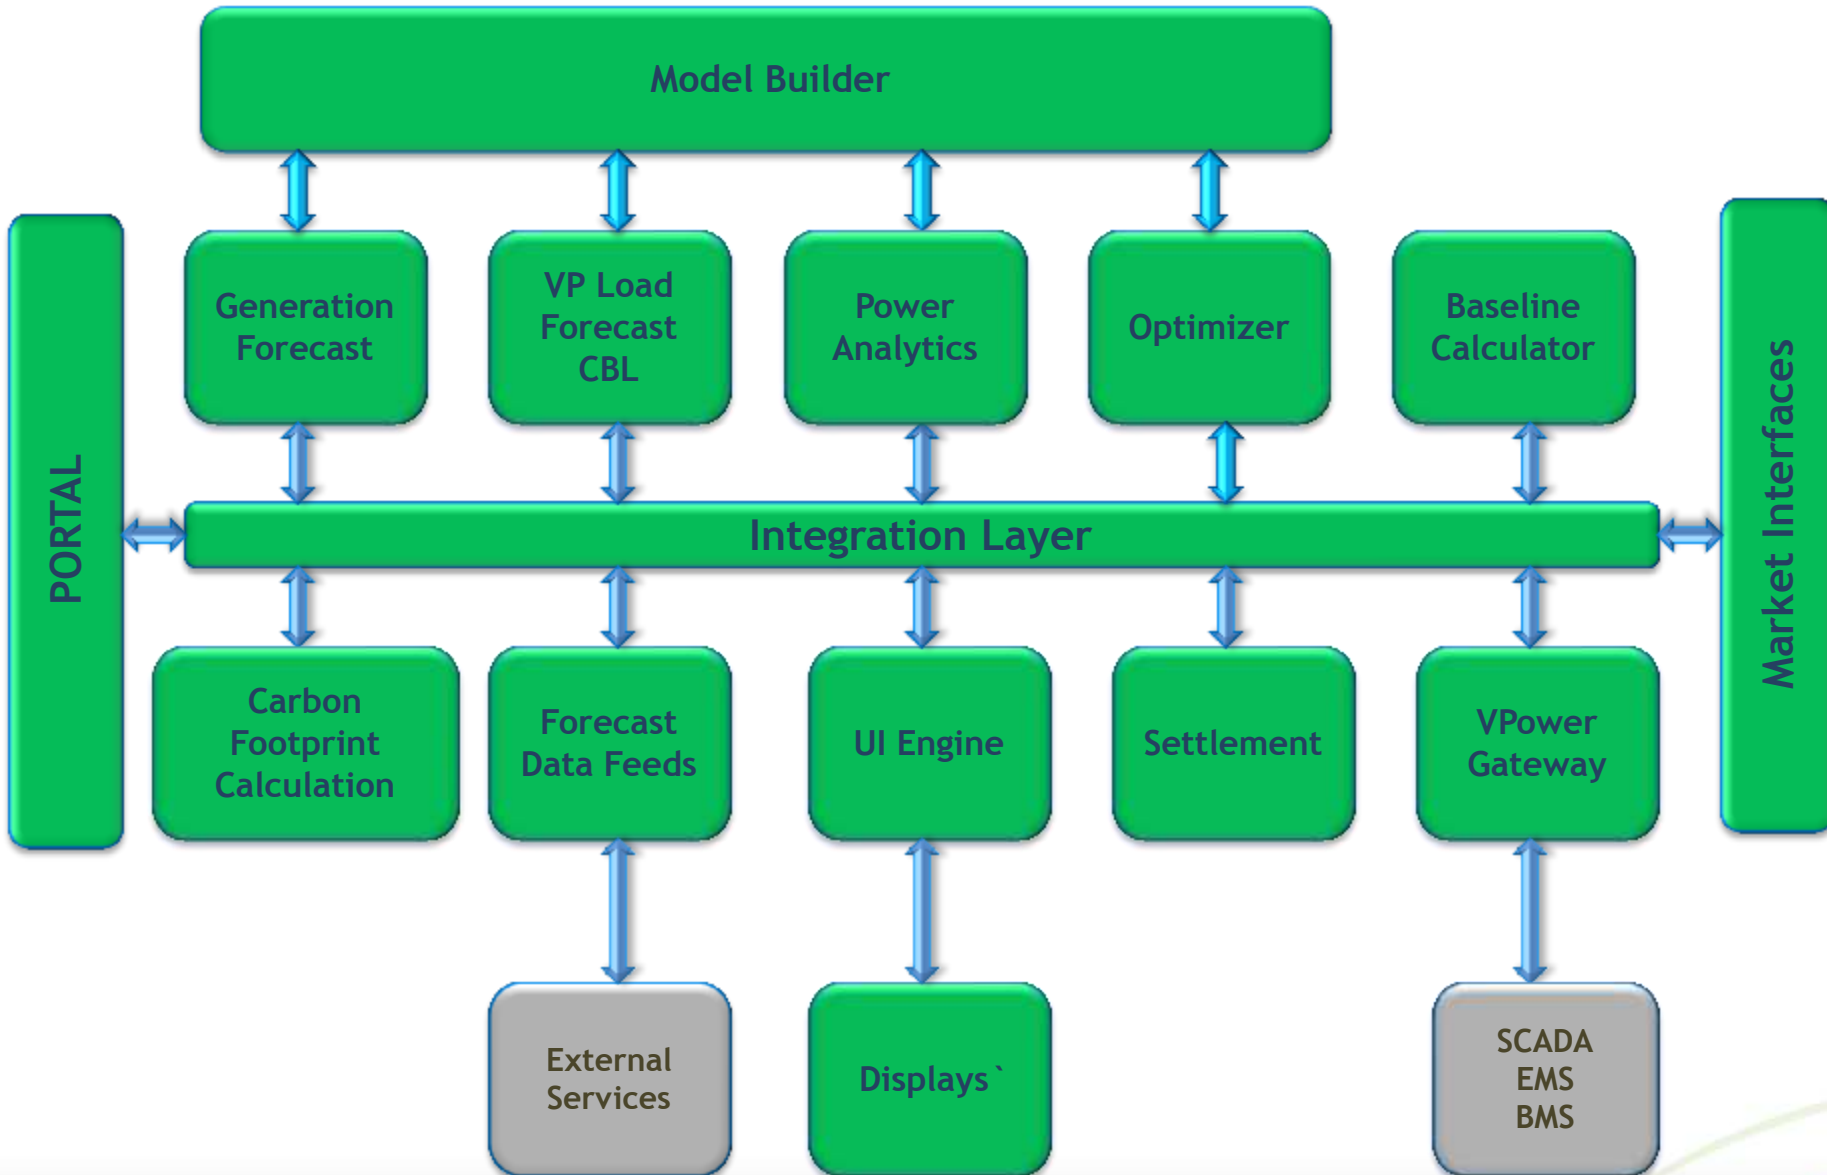 Model Builder
PORTAL
Generation
Forecast
VP Load
Forecast
CBL
Power
Analytics
Optimizer
Baseline
Calculator
Market Interfaces
Integration Layer
Carbon
Footprint
Calculation
Forecast
Data Feeds
UI Engine
Settlement
VPower
Gateway
External
Services
Displays `
SCADA
EMS
BMS